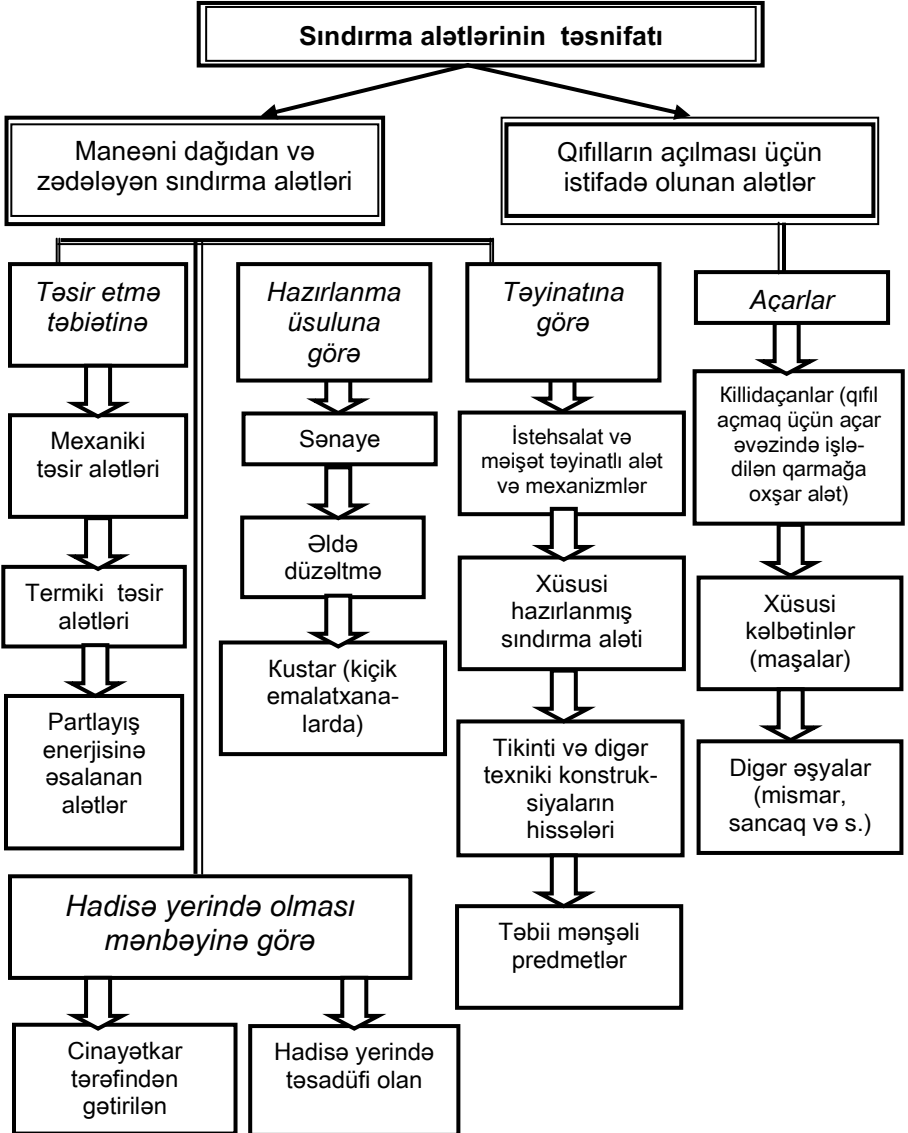 Sındırma alətlərinin təsnifatı
Maneəni dağıdan və
zədələyən sındırma alətləri
Qıfılların açılması üçün
istifadə olunan alətlər
Təsir etmə
təbiətinə
Mexaniki
təsir alətləri
Termiki təsir
alətləri
Partlayış
enerjisinə
əsalanan
alətlər
Hazırlanma
üsuluna
görə
Sənaye
Əldə
düzəltmə
Kustar (kiçik
emalatxana-
larda)
Təyinatına
görə
İstehsalat və
məişət təyinatlı alət
və mexanizmlər
Xüsusi
hazırlanmış
sındırma aləti
Tikinti və digər
texniki konstruk-
siyaların
hissələri
Təbii mənşəli
predmetlər
Açarlar
Killidaçanlar (qıfıl
açmaq üçün açar
əvəzində işlə-
dilən qarmağa
oxşar alət)
Xüsusi
kəlbətinlər
(maşalar)
Digər əşyalar
(mismar,
sancaq və s.)
Hadisə yerində olması
mənbəyinə görə
Cinayətkar
tərəfindən
gətirilən
Hadisə yerində
təsadüfi olan